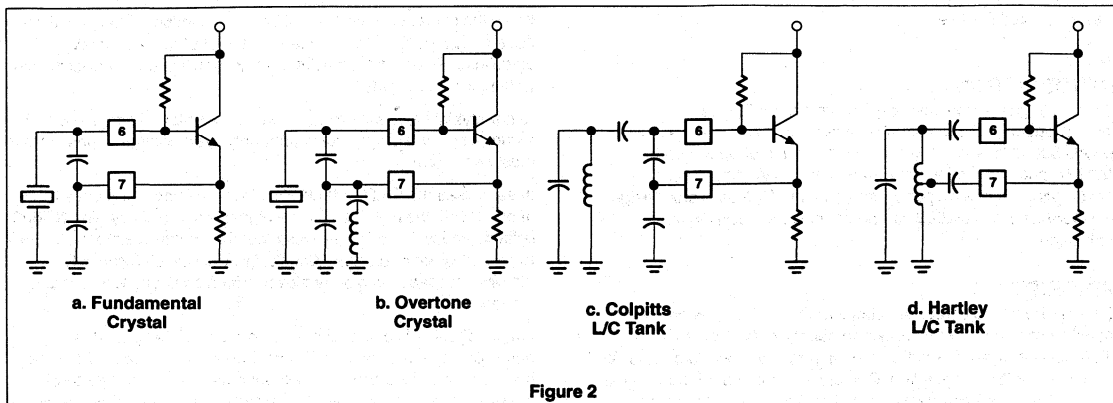 6
7
6
7
6
7
6
7
a. Fundamental
Crystal
b. Overtone
Crystal
c. Colpitts
L/C Tank
d. Hartley
L/C Tank
Figure 2